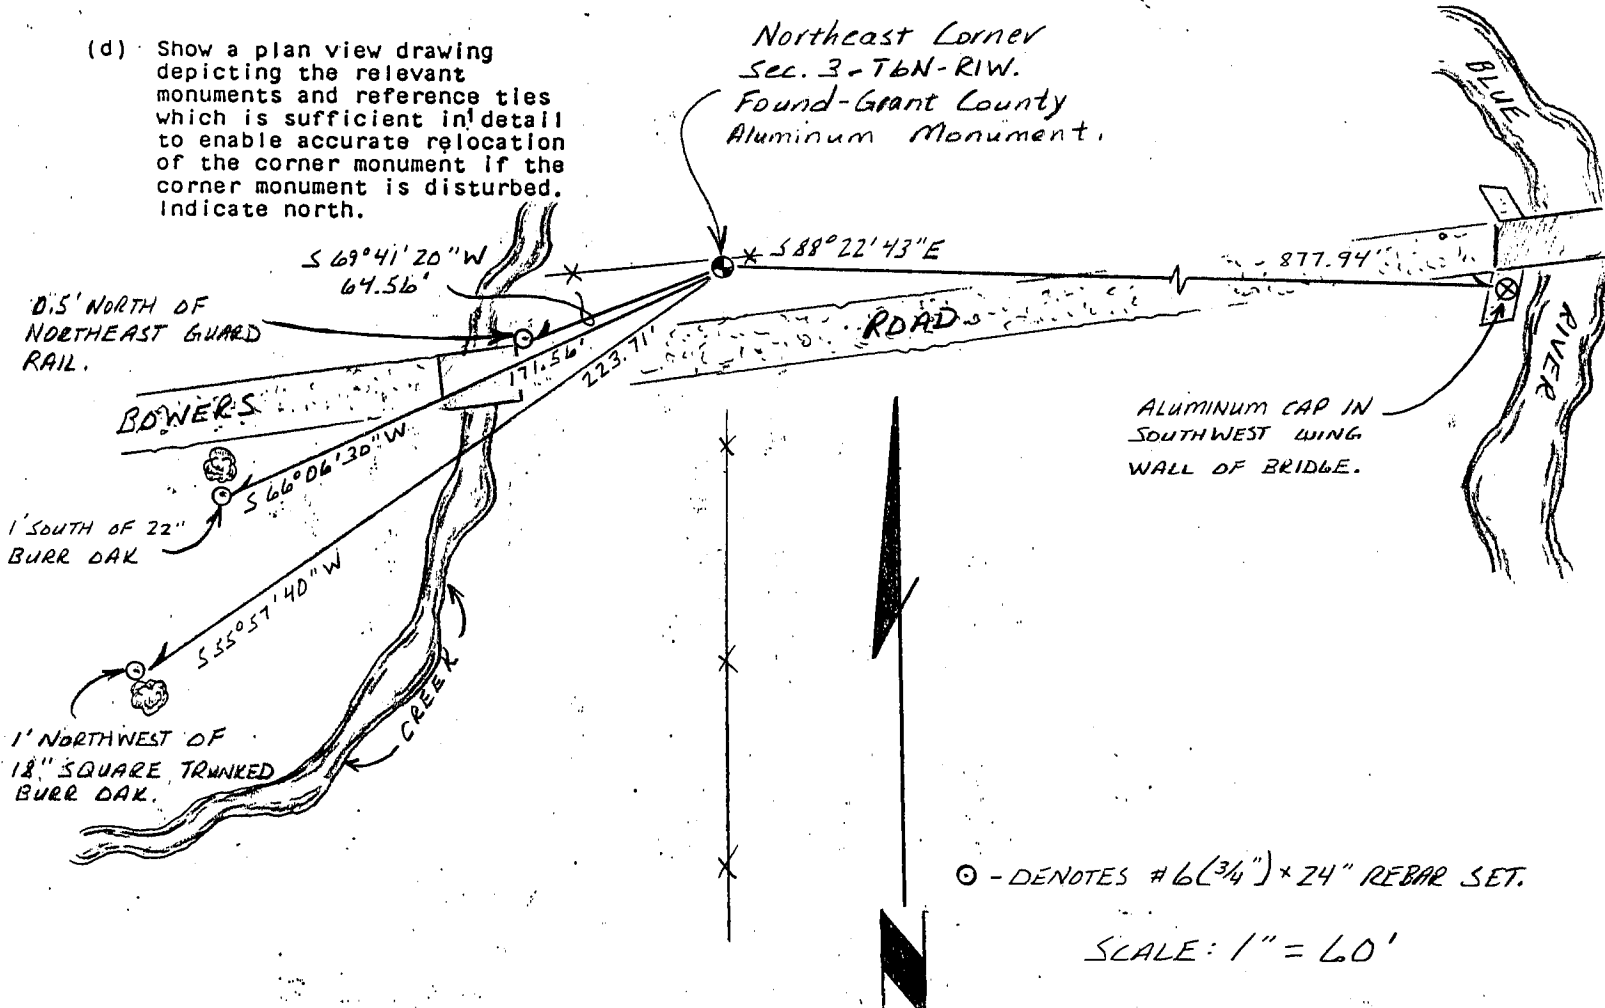 (d) Show a plan view drawing
depicting the relevant
monuments and reference ties
which is sufficient in detail
to enable accurate relocation
of the corner monument if the
corner monument is disturbed.
Indicate north.
Northeast Corner
Sec. 3-T6N-R1W.
Found-Grant County
Aluminum Monument.
BLUE
RIVER
S 69°41'20"W
64.56'
S88°22'43"E
877.94'
0.5' NORTH OF
NORTHEAST GUARD
RAIL.
171.56'
223.71'
ROAD
BOWERS
S 66°06'30"W
ALUMINUM CAP IN
SOUTHWEST WING
WALL OF BRIDGE.
1' SOUTH OF 22"
BURR OAK
S55°57'40"W
CREEK
1' NORTHWEST OF
18" SQUARE TRUNKED
BURR OAK.
N
⊙ - DENOTES #6(3/4") x 24" REBAR SET.
SCALE: 1" = 60'